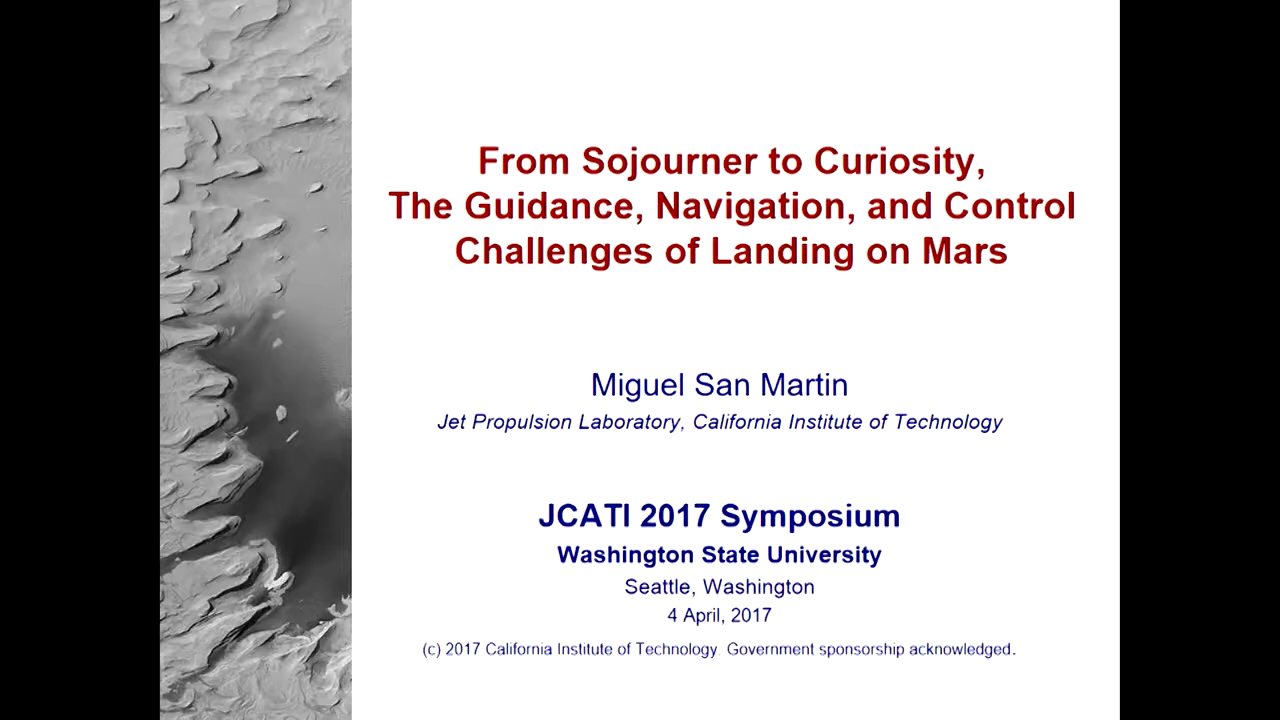 From Sojourner to Curiosity,
The Guidance, Navigation, and Control
Challenges of Landing on Mars
Miguel San Martin
Jet Propulsion Laboratory, California Institute of Technology
JCATI 2017 Symposium
Washington State University
Seattle, Washington
4 April, 2017
(c) 2017 California Institute of Technology. Government sponsorship acknowledged.